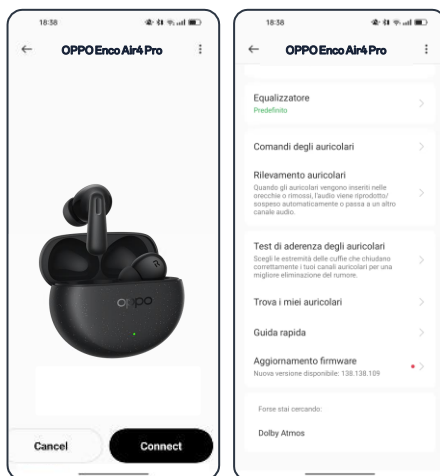 18:38
OPPO Enco Air4 Pro
oppo
Cancel
Connect
18:38
OPPO Enco Air4 Pro
Equalizzatore
Predefinito
Comandi degli auricolari
Rilevamento auricolari
Quando gli auricolari vengono inseriti nelle
orecchie o rimossi, l'audio viene riprodotto/
sospeso automaticamente o passa a un altro
canale audio.
Test di aderenza degli auricolari
Scegli le estremità delle cuffie che chiudano
correttamente i tuoi canali auricolari per una
migliore eliminazione del rumore.
Trova i miei auricolari
Guida rapida
Aggiornamento firmware
Nuova versione disponibile: 138.138.109
Forse stai cercando:
Dolby Atmos